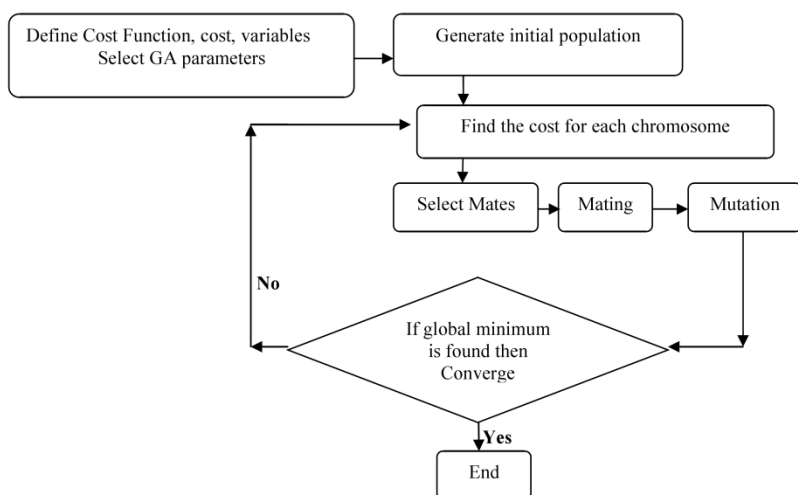 Define Cost Function, cost, variables
Select GA parameters
Generate initial population
Find the cost for each chromosome
Select Mates
Mating
Mutation
No
If global minimum
is found then
Converge
Yes
End